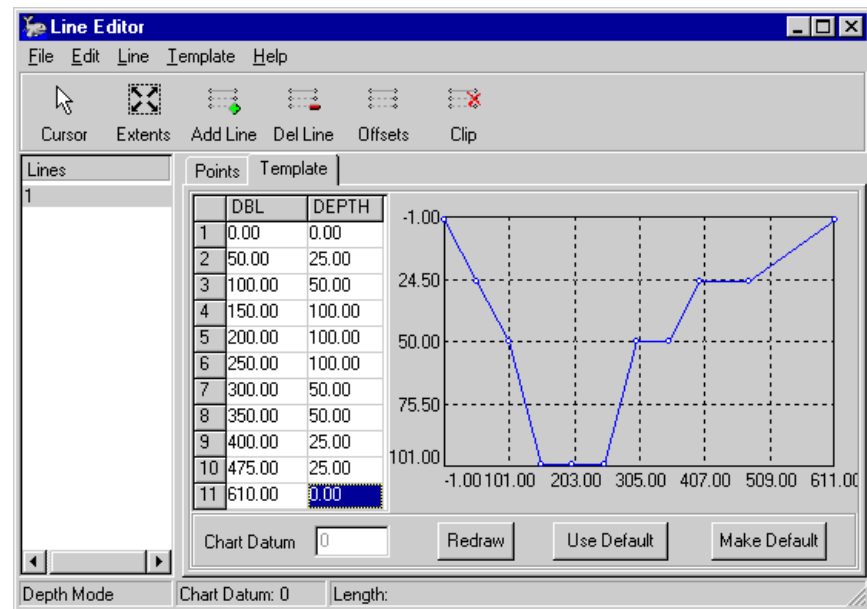 Line Editor
File Edit Line Template Help
Cursor Extents Add Line Del Line Offsets Clip
Lines
1
Points Template
DBL DEPTH
1 0.00 0.00
2 50.00 25.00
3 100.00 50.00
4 150.00 100.00
5 200.00 100.00
6 250.00 100.00
7 300.00 50.00
8 350.00 50.00
9 400.00 25.00
10 475.00 25.00
11 610.00 0.00
-1.00
24.50
50.00
75.50
101.00
-1.00 101.00 203.00 305.00 407.00 509.00 611.00
Chart Datum 0 Redraw Use Default Make Default
Depth Mode Chart Datum: 0 Length: